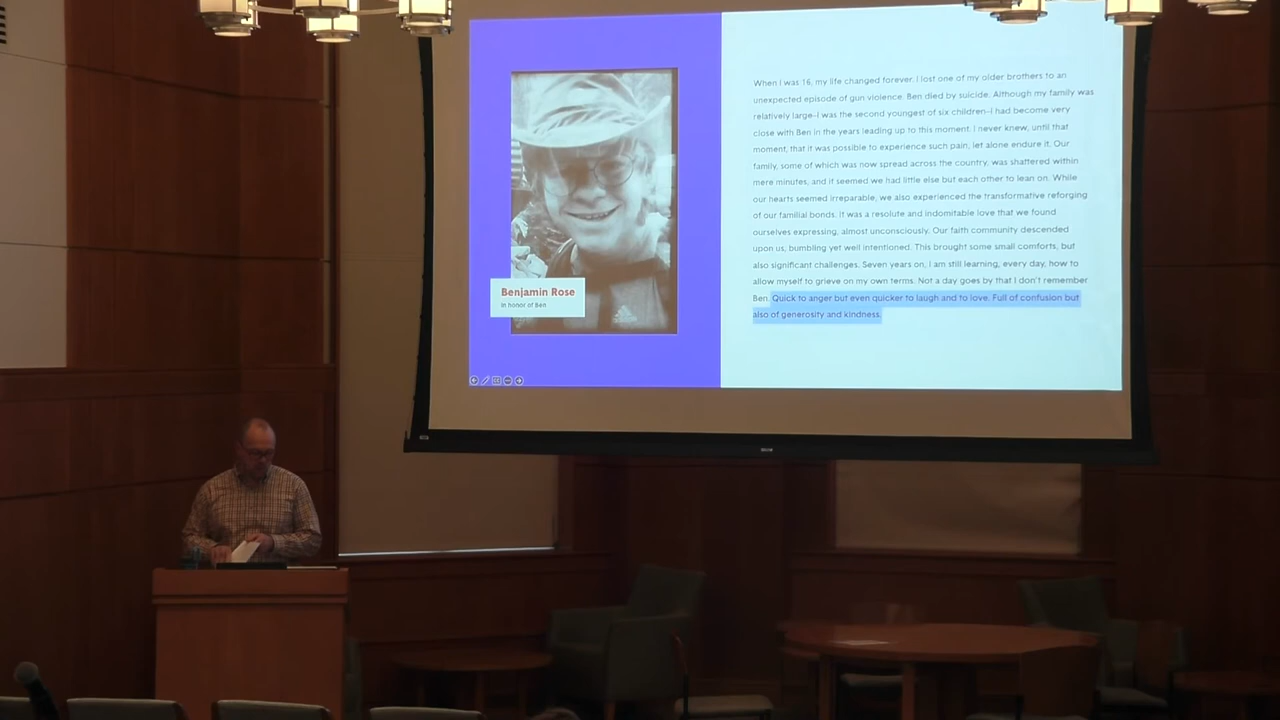 When I was 16, my life changed forever. I lost one of my older brothers to an
unexpected episode of gun violence. Ben died by suicide. Although my family was
relatively large–I was the second youngest of six children–I had become very
close with Ben in the years leading up to this moment. I never knew, until that
moment, that it was possible to experience such pain, let alone endure it. Our
family, some of which was now spread across the country, was shattered within
mere minutes, and it seemed we had little else but each other to lean on. While
our hearts seemed irreparable, we also experienced the transformative reforging
of our familial bonds. It was a resolute and indomitable love that we found
ourselves expressing, almost unconsciously. Our faith community descended
upon us, bumbling yet well intentioned. This brought some small comforts, but
also significant challenges. Seven years on, I am still learning, every day, how to
allow myself to grieve on my own terms. Not a day goes by that I don't remember
Ben. Quick to anger but even quicker to laugh and to love. Full of confusion but
also of generosity and kindness.
Benjamin Rose
In honor of Ben